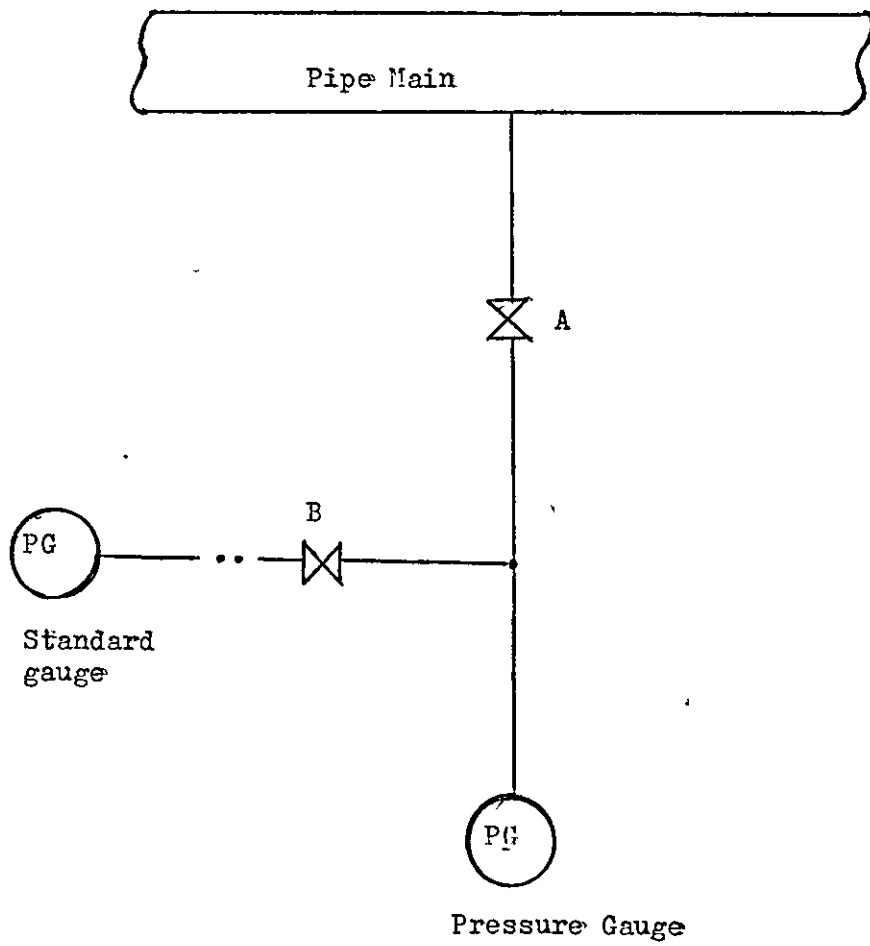 Pipe Main
A
B
PG
Standard
gauge
PG
Pressure Gauge